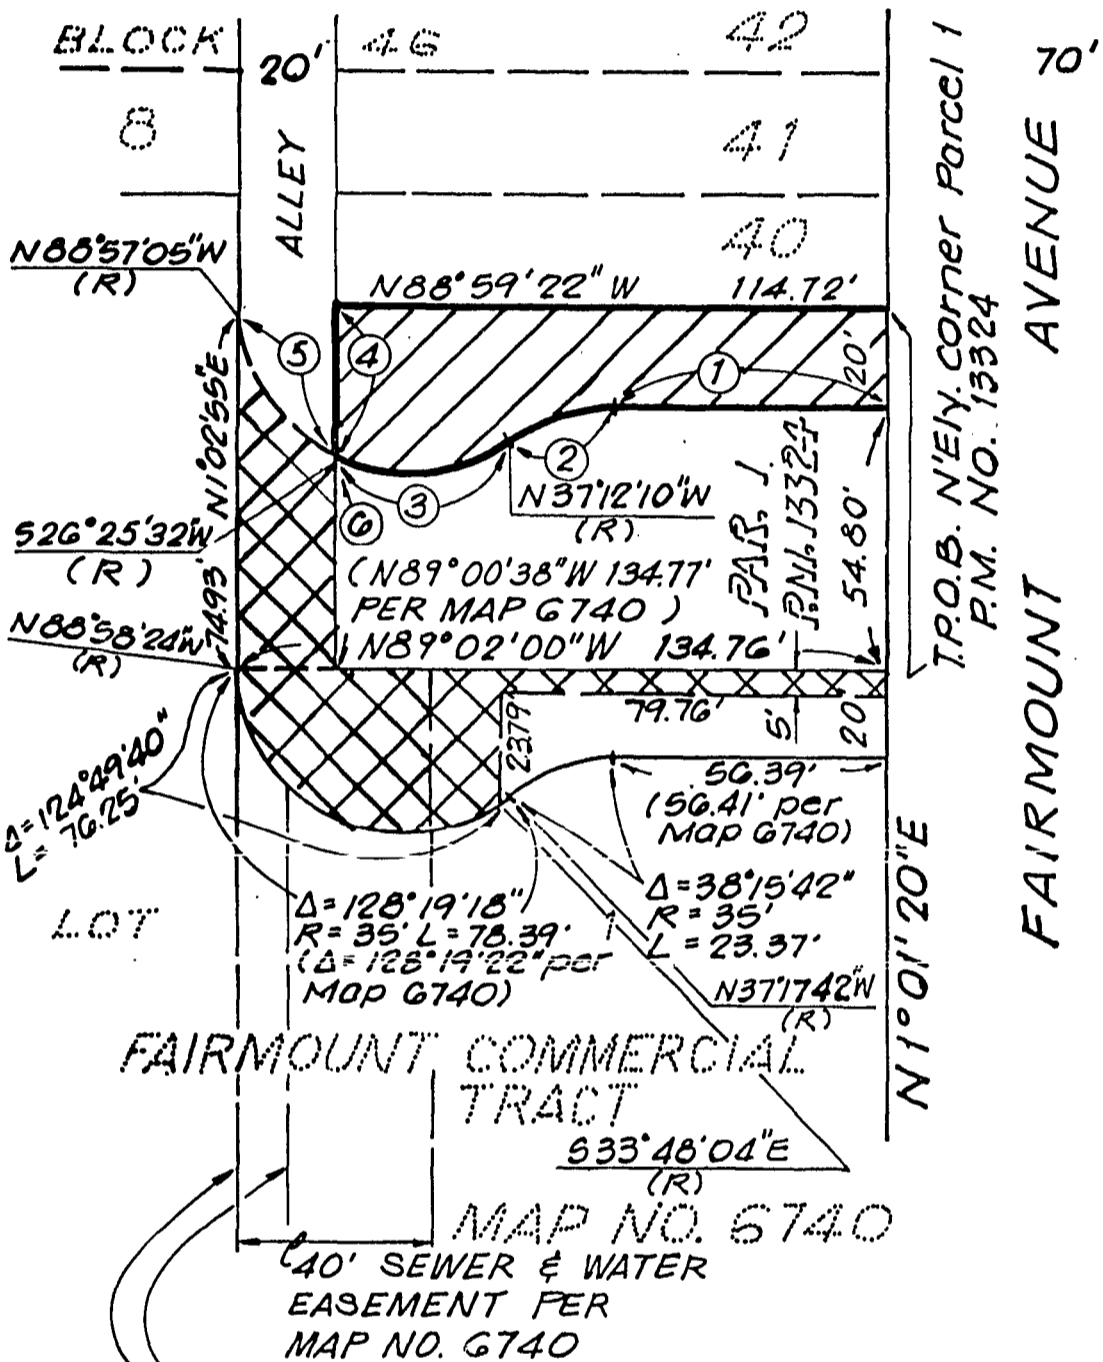 BLOCK 46
20'
42
8
41
40
ALLEY
N88°57'05"W
(R)
N88°59'22" W 114.72'
5
4
1
20'
N1°02'55"E
74.93'
2
3
6
N37°12'10"W
(R)
S26°25'32"W
(R)
(N89°00'38"W 134.77'
PER MAP 6740)
PAR. 1
54.80'
N88°58'24"W
(R)
N89°02'00"W 134.76'
79.76'
5'
20'
23.79'
Δ=124°49'40"
L= 76.25'
56.39'
(56.41' per
Map 6740)
LOT
Δ=128°19'18"
R=35' L=78.39'
(Δ=128°19'22" per
Map 6740)
Δ=38°15'42"
R=35'
L=23.37'
N37°17'42"W
(R)
FAIRMOUNT COMMERCIAL
TRACT
S33°48'04"E
(R)
MAP NO. 6740
40' SEWER & WATER
EASEMENT PER
MAP NO. 6740
T.P.O.B. N'ELY. Corner Parcel 1
P.M. NO. 13324
70'
FAIRMOUNT AVENUE
N1°01'20"E